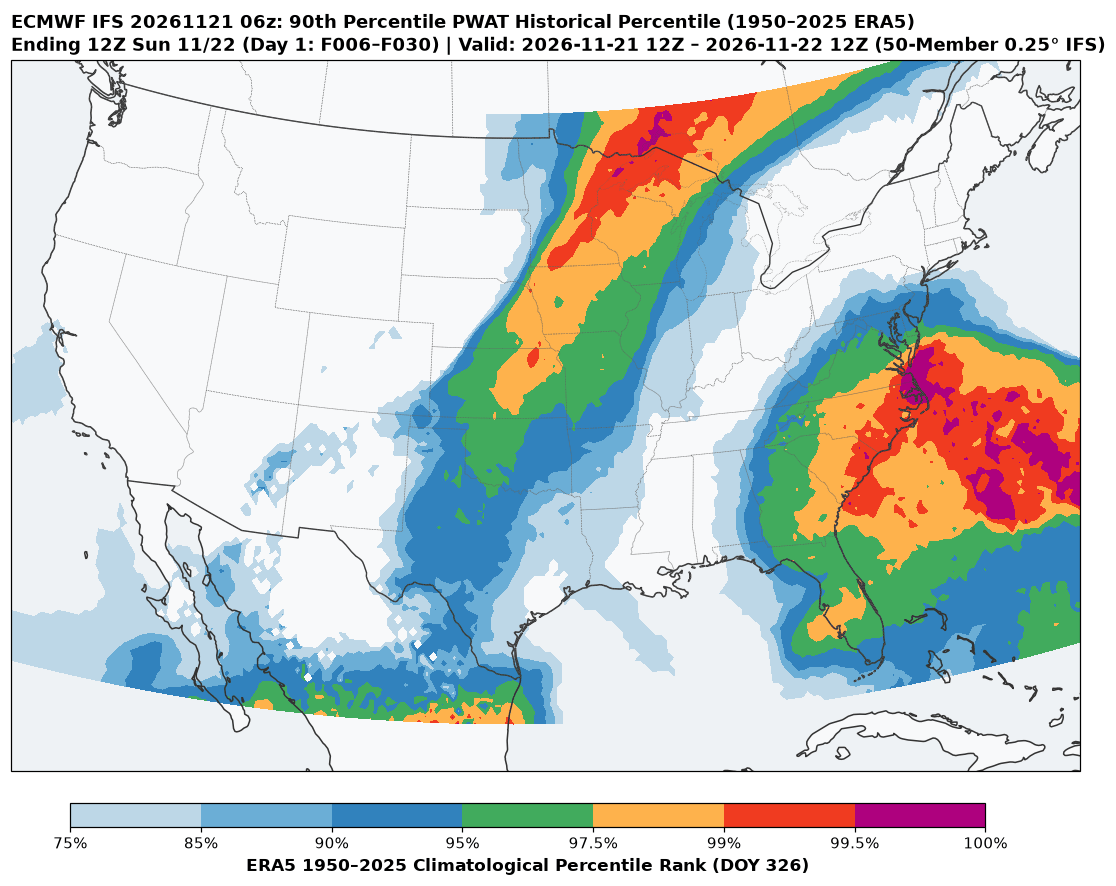 ECMWF IFS 20261121 06z: 90th Percentile PWAT Historical Percentile (1950–2025 ERA5)
Ending 12Z Sun 11/22 (Day 1: F006–F030) | Valid: 2026-11-21 12Z – 2026-11-22 12Z (50-Member 0.25° IFS)
75% 85% 90% 95% 97.5% 99% 99.5% 100%
ERA5 1950–2025 Climatological Percentile Rank (DOY 326)